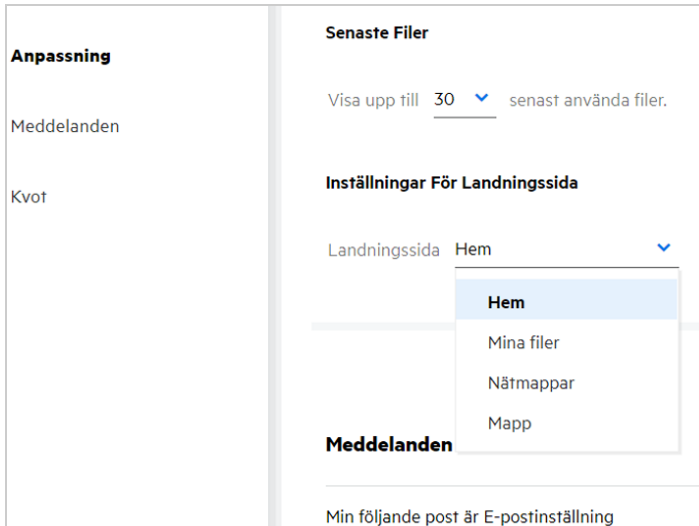 Anpassning
Meddelanden
Kvot
Senaste Filer
Visa upp till 30 senast använda filer.
Inställningar För Landningssida
Landningssida Hem
Hem
Mina filer
Nätmappar
Mapp
Meddelanden
Min följande post är E-postinställning